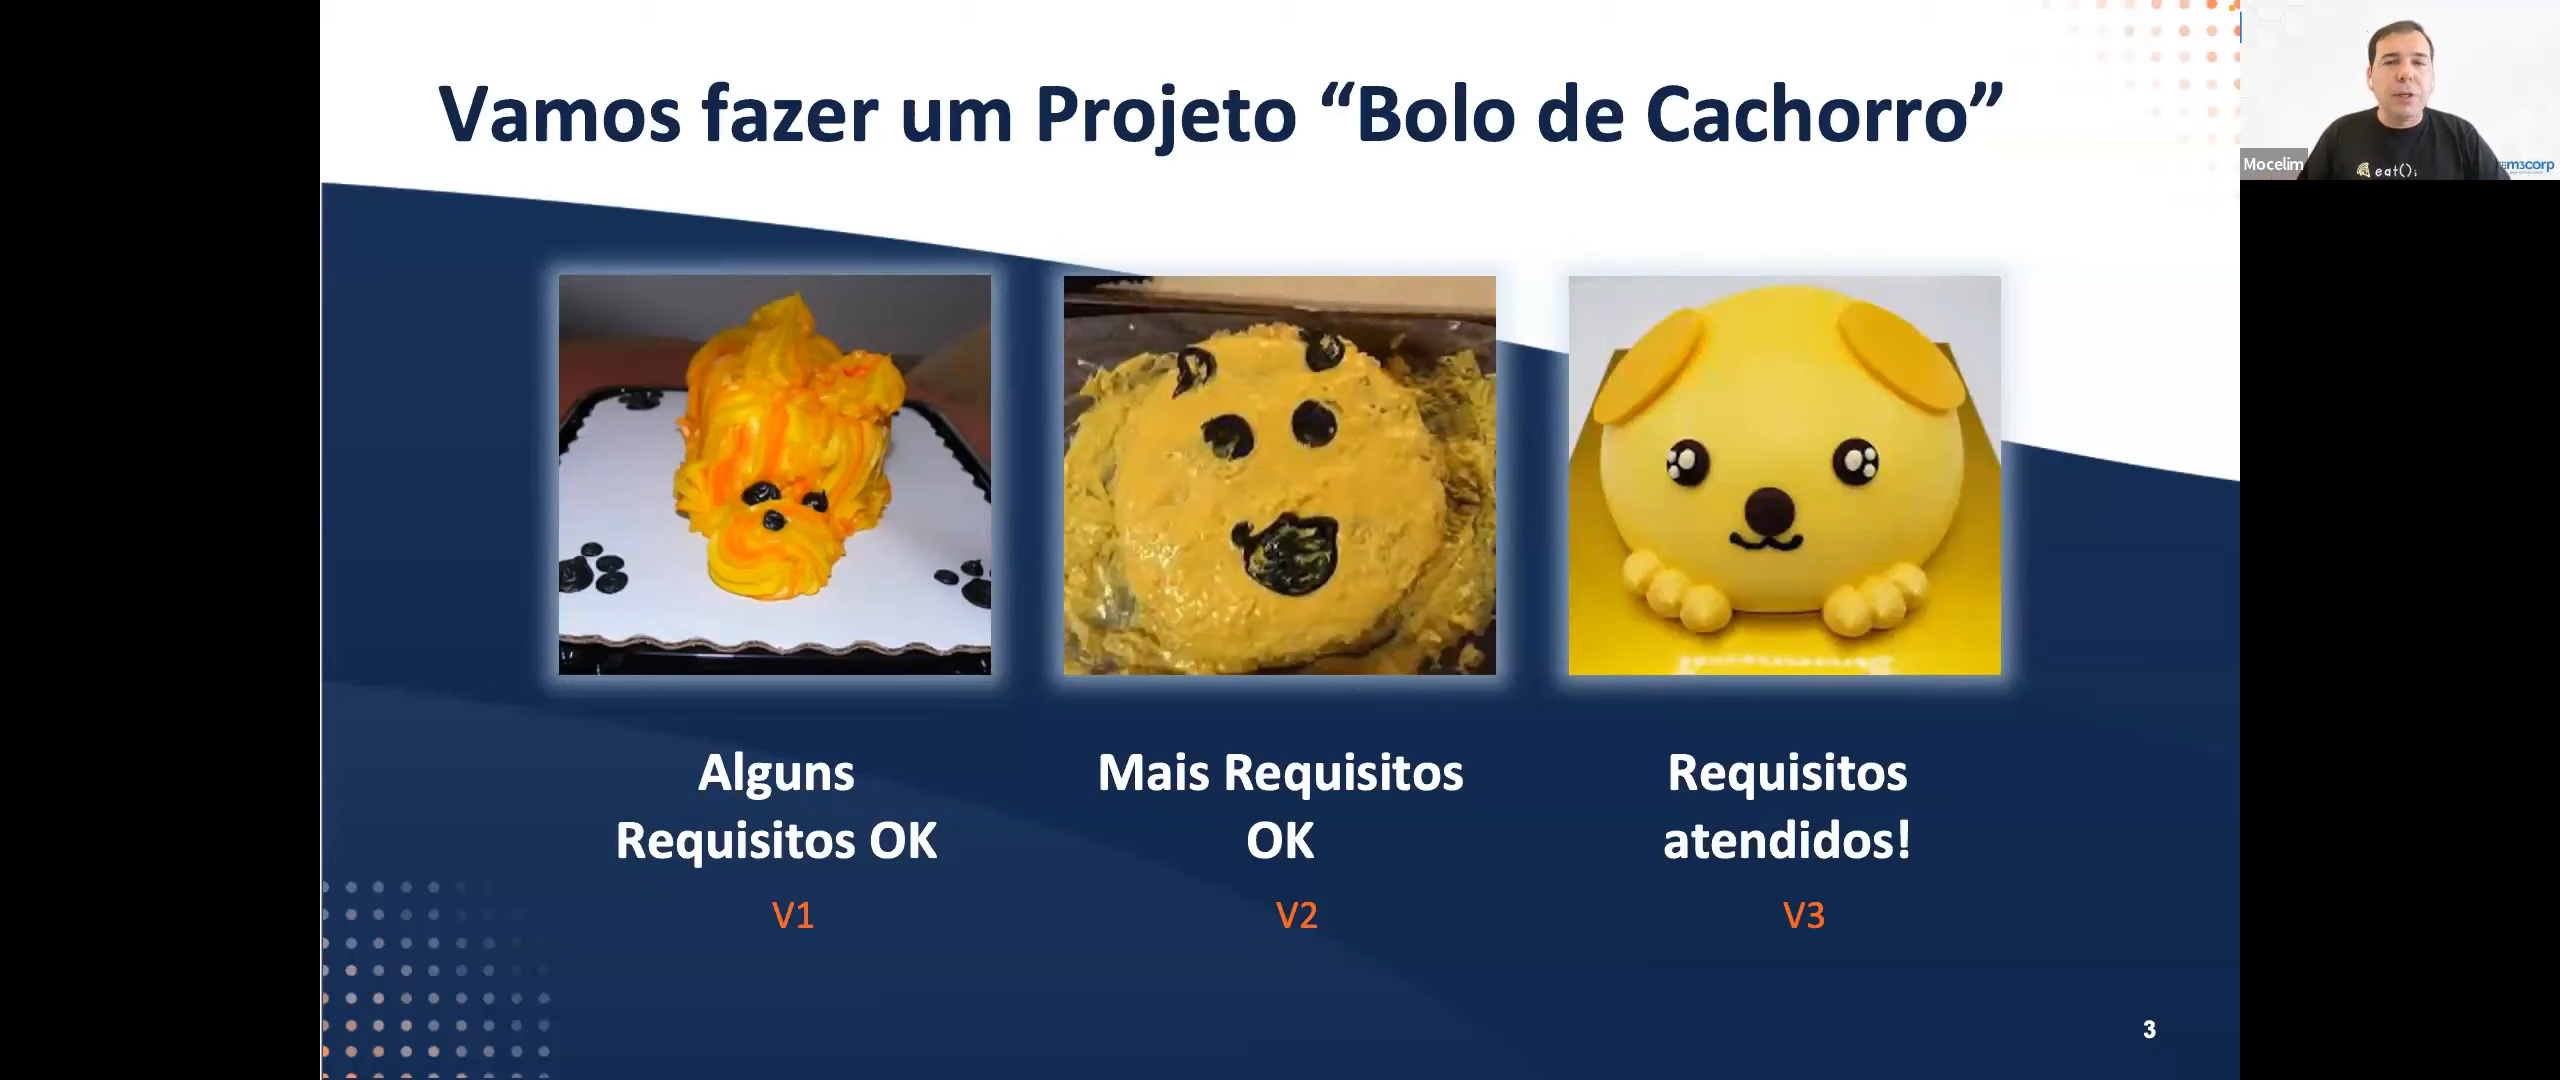 Vamos fazer um Projeto “Bolo de Cachorro”
Mocelim
eat();
m3corp
Alguns
Requisitos OK
V1
Mais Requisitos
OK
V2
Requisitos
atendidos!
V3
3